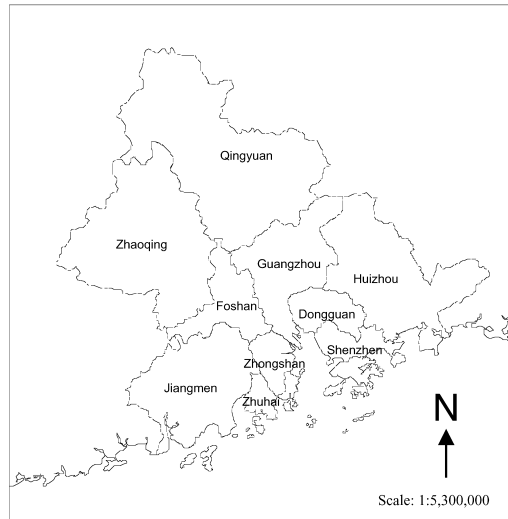 Qingyuan
Zhaoqing
Guangzhou
Huizhou
Foshan
Dongguan
Shenzhen
Zhongshan
Jiangmen
Zhuhai
N
Scale: 1:5,300,000